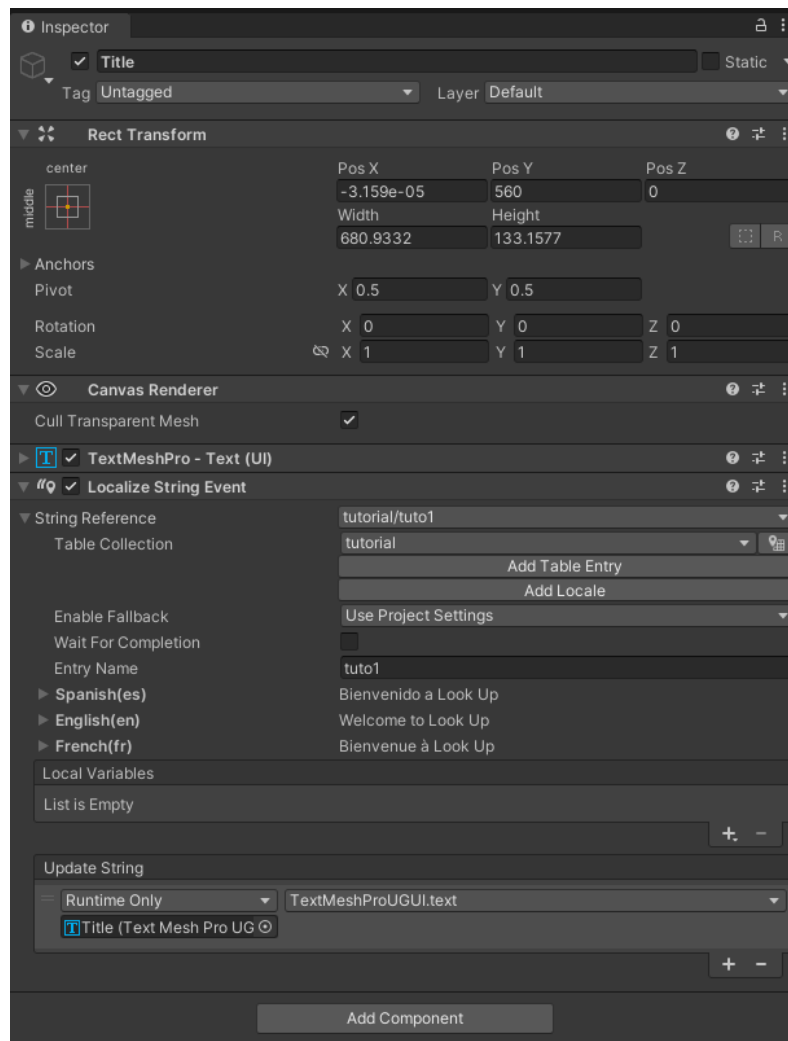 Inspector
Title Static
Tag Untagged Layer Default
Rect Transform
center Pos X Pos Y Pos Z
middle -3.159e-05 560 0
Width Height
680.9332 133.1577 R
Anchors
Pivot X 0.5 Y 0.5
Rotation X 0 Y 0 Z 0
Scale X 1 Y 1 Z 1
Canvas Renderer
Cull Transparent Mesh
TextMeshPro - Text (UI)
Localize String Event
String Reference tutorial/tuto1
Table Collection tutorial
Add Table Entry
Add Locale
Enable Fallback Use Project Settings
Wait For Completion
Entry Name tuto1
Spanish(es) Bienvenido a Look Up
English(en) Welcome to Look Up
French(fr) Bienvenue à Look Up
Local Variables
List is Empty
Update String
Runtime Only TextMeshProUGUI.text
Title (Text Mesh Pro UG
Add Component